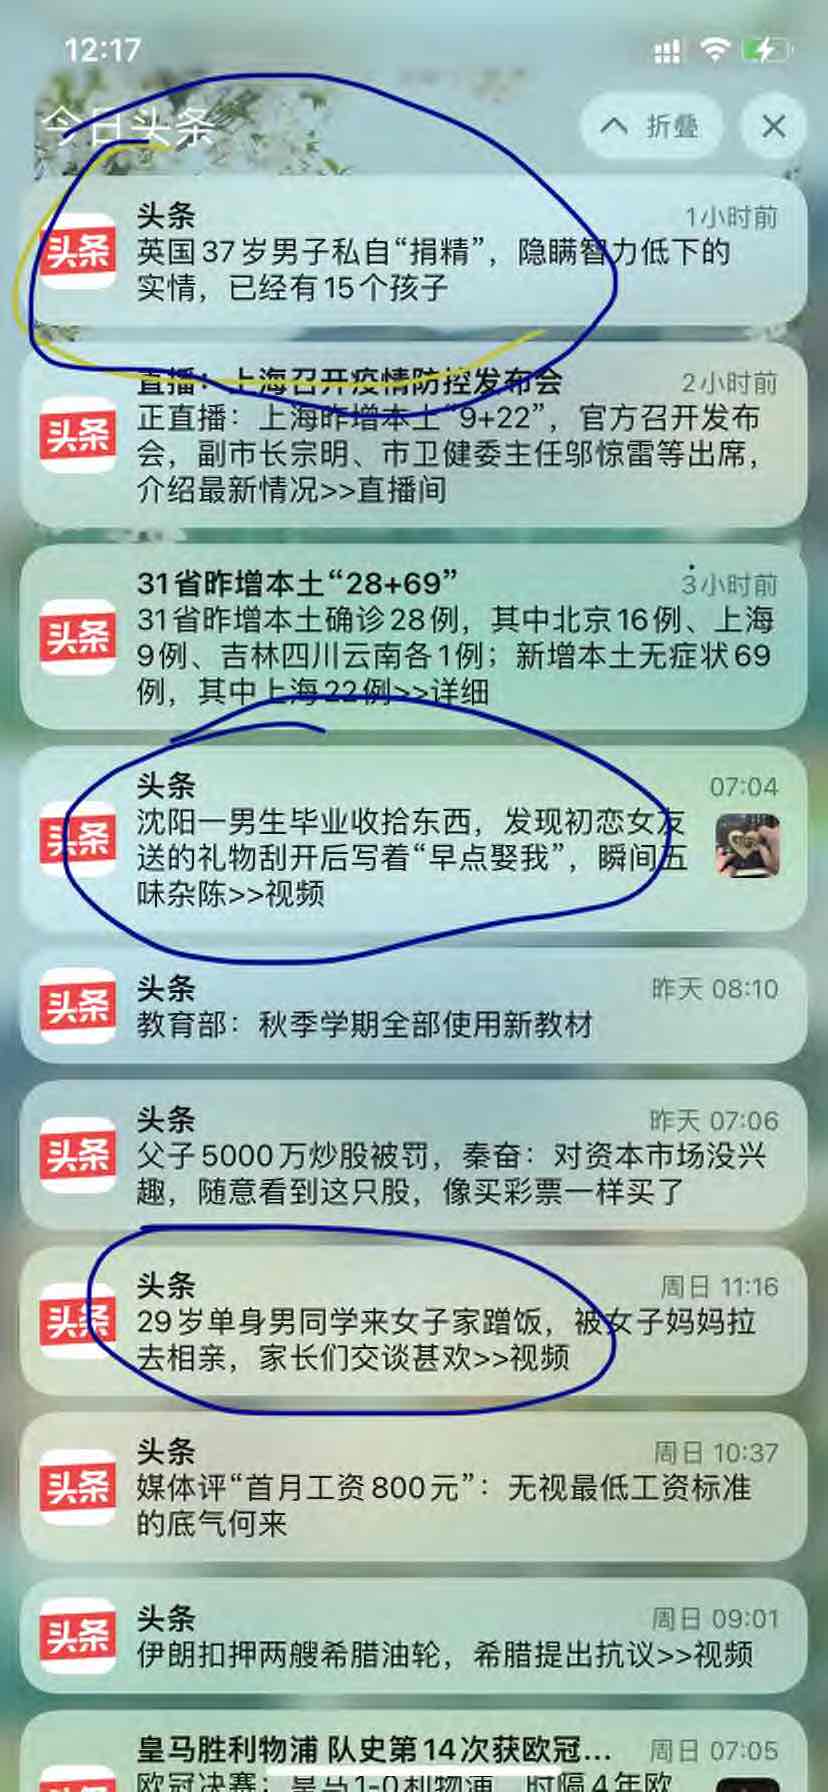 12:17
今日头条
折叠
头条
1小时前
头条
英国37岁男子私自“捐精”，隐瞒智力低下的
实情，已经有15个孩子
直播：上海召开疫情防控发布会
2小时前
头条
正直播：上海昨增本土“9+22”，官方召开发布
会，副市长宗明、市卫健委主任邬惊雷等出席，
介绍最新情况>>直播间
31省昨增本土“28+69”
3小时前
头条
31省昨增本土确诊28例，其中北京16例、上海
9例、吉林四川云南各1例；新增本土无症状69
例，其中上海22例>>详细
头条
07:04
头条
沈阳一男生毕业收拾东西，发现初恋女友
送的礼物刮开后写着“早点娶我”，瞬间五
味杂陈>>视频
头条
昨天 08:10
头条
教育部：秋季学期全部使用新教材
头条
昨天 07:06
头条
父子5000万炒股被罚，秦奋：对资本市场没兴
趣，随意看到这只股，像买彩票一样买了
头条
周日 11:16
头条
29岁单身男同学来女子家蹭饭，被女子妈妈拉
去相亲，家长们交谈甚欢>>视频
头条
周日 10:37
头条
媒体评“首月工资800元”：无视最低工资标准
的底气何来
头条
周日 09:01
头条
伊朗扣押两艘希腊油轮，希腊提出抗议>>视频
皇马胜利物浦 队史第14次获欧冠...
周日 07:05
欧冠决赛：皇马1-0利物浦，时隔4年欧